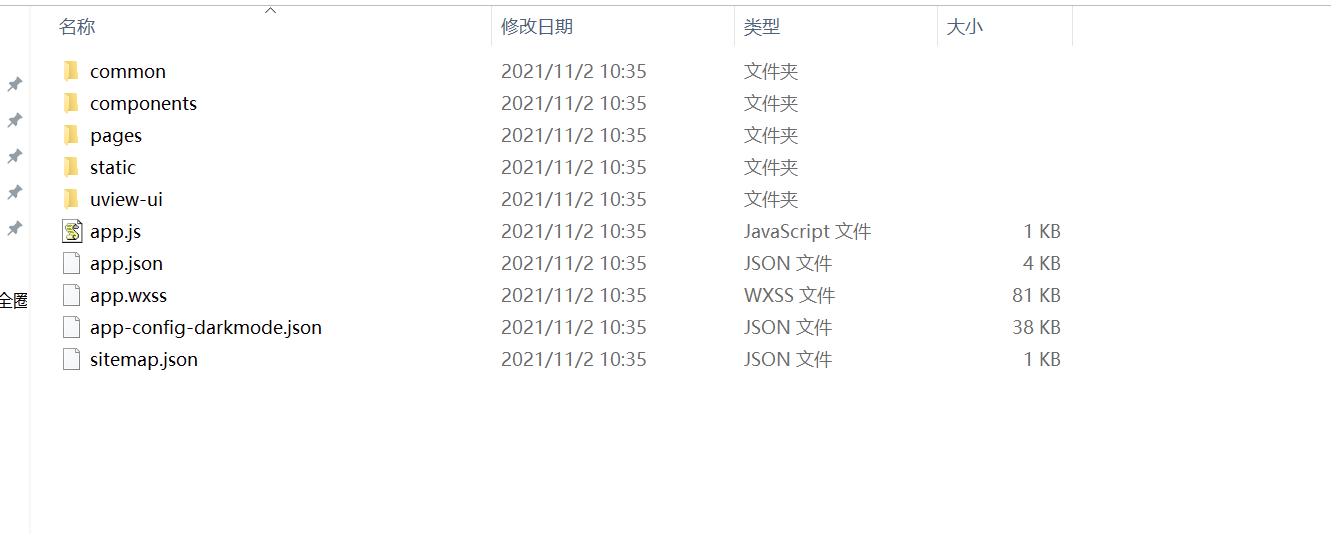 名称 修改日期 类型 大小
common 2021/11/2 10:35 文件夹
components 2021/11/2 10:35 文件夹
pages 2021/11/2 10:35 文件夹
static 2021/11/2 10:35 文件夹
uview-ui 2021/11/2 10:35 文件夹
app.js 2021/11/2 10:35 JavaScript 文件 1 KB
app.json 2021/11/2 10:35 JSON 文件 4 KB
全圈
app.wxss 2021/11/2 10:35 WXSS 文件 81 KB
app-config-darkmode.json 2021/11/2 10:35 JSON 文件 38 KB
sitemap.json 2021/11/2 10:35 JSON 文件 1 KB